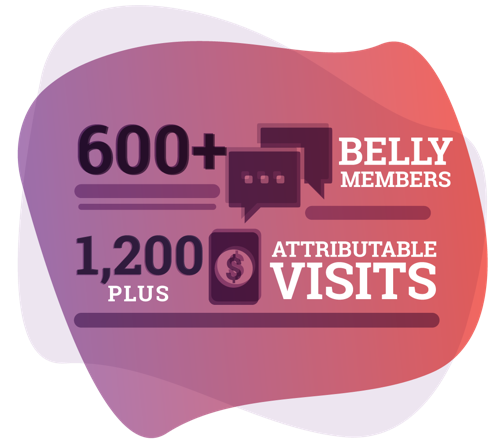 600+
BELLY
MEMBERS
1,200
PLUS
$
ATTRIBUTABLE
VISITS